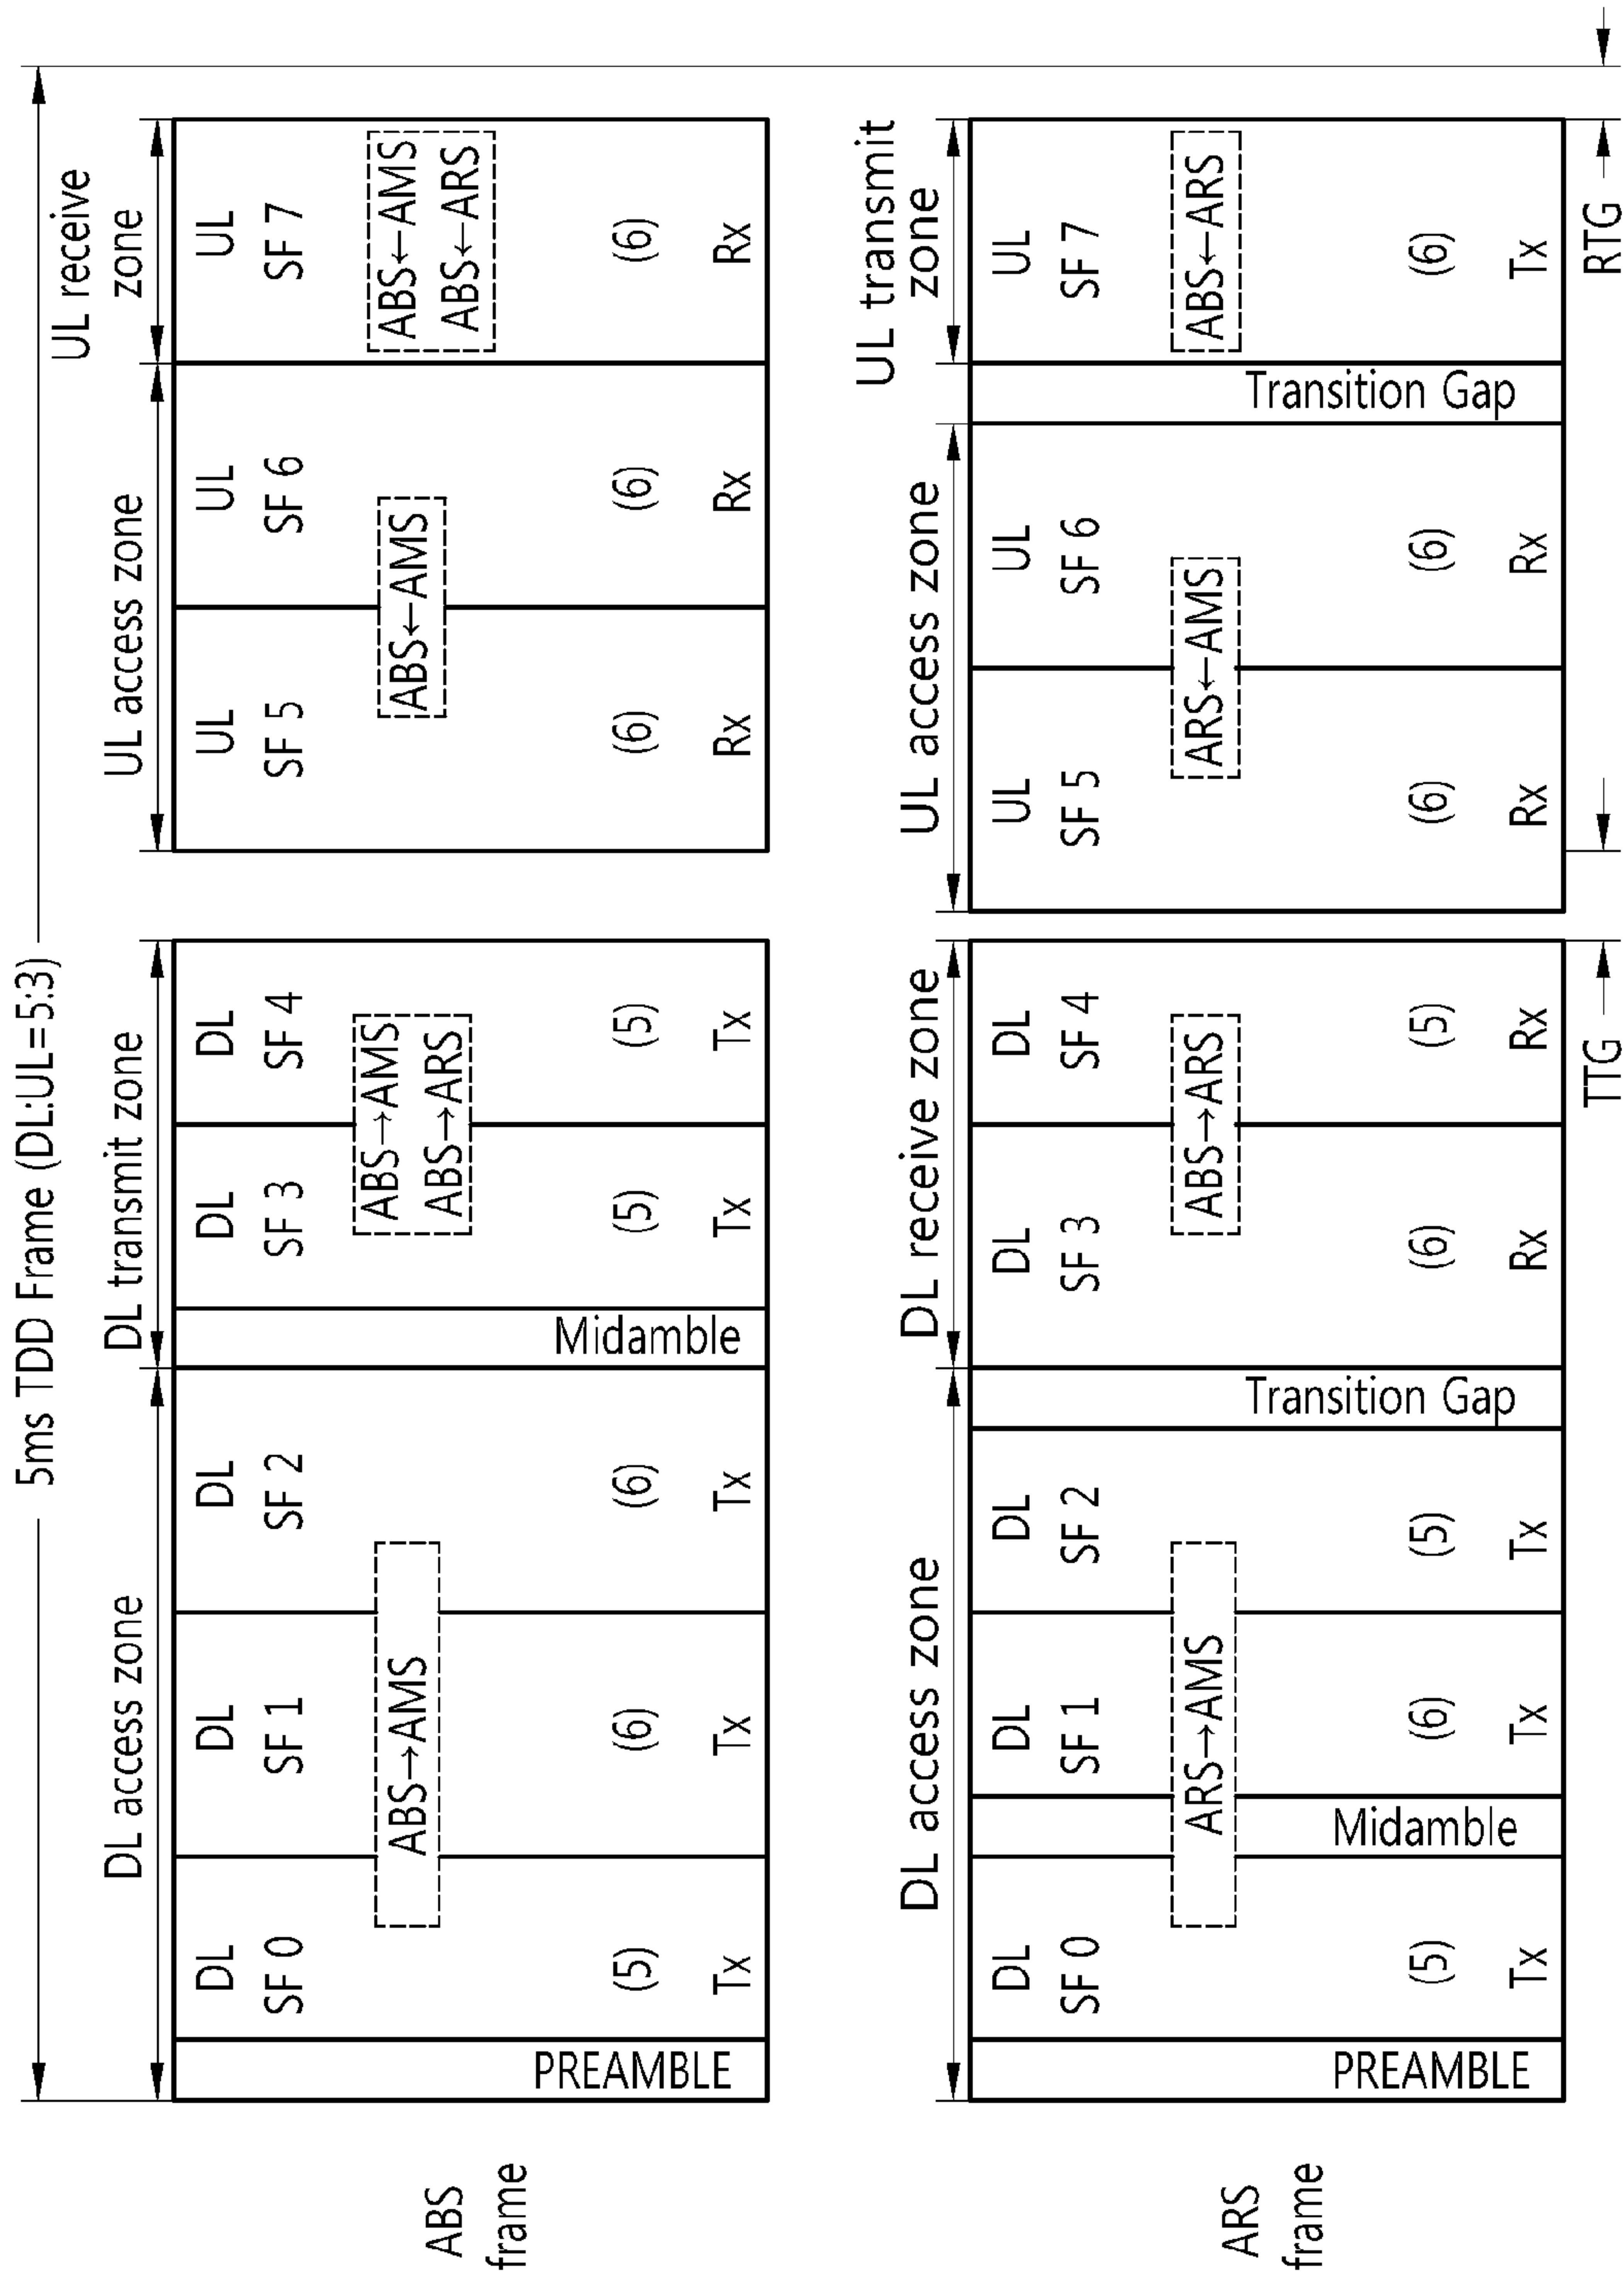 5ms TDD Frame (DL:UL=5:3)
DL access zone
DL transmit zone
UL access zone
UL receive
zone
ABS
frame
PREAMBLE
DL
SF 0
(5)
Tx
DL
SF 1
(6)
Tx
DL
SF 2
(6)
Tx
ABS→AMS
Midamble
DL
SF 3
(5)
Tx
DL
SF 4
(5)
Tx
ABS→AMS
ABS→ARS
UL
SF 5
(6)
Rx
UL
SF 6
(6)
Rx
ABS←AMS
UL
SF 7
ABS←AMS
ABS←ARS
(6)
Rx
DL access zone
DL receive zone
UL access zone
UL transmit
zone
ARS
frame
PREAMBLE
DL
SF 0
(5)
Tx
Midamble
DL
SF 1
(6)
Tx
DL
SF 2
(5)
Tx
ARS→AMS
Transition Gap
DL
SF 3
(6)
Rx
DL
SF 4
(5)
Rx
ABS→ARS
UL
SF 5
(6)
Rx
UL
SF 6
(6)
Rx
ARS←AMS
Transition Gap
UL
SF 7
ABS←ARS
(6)
Tx
TTG
RTG